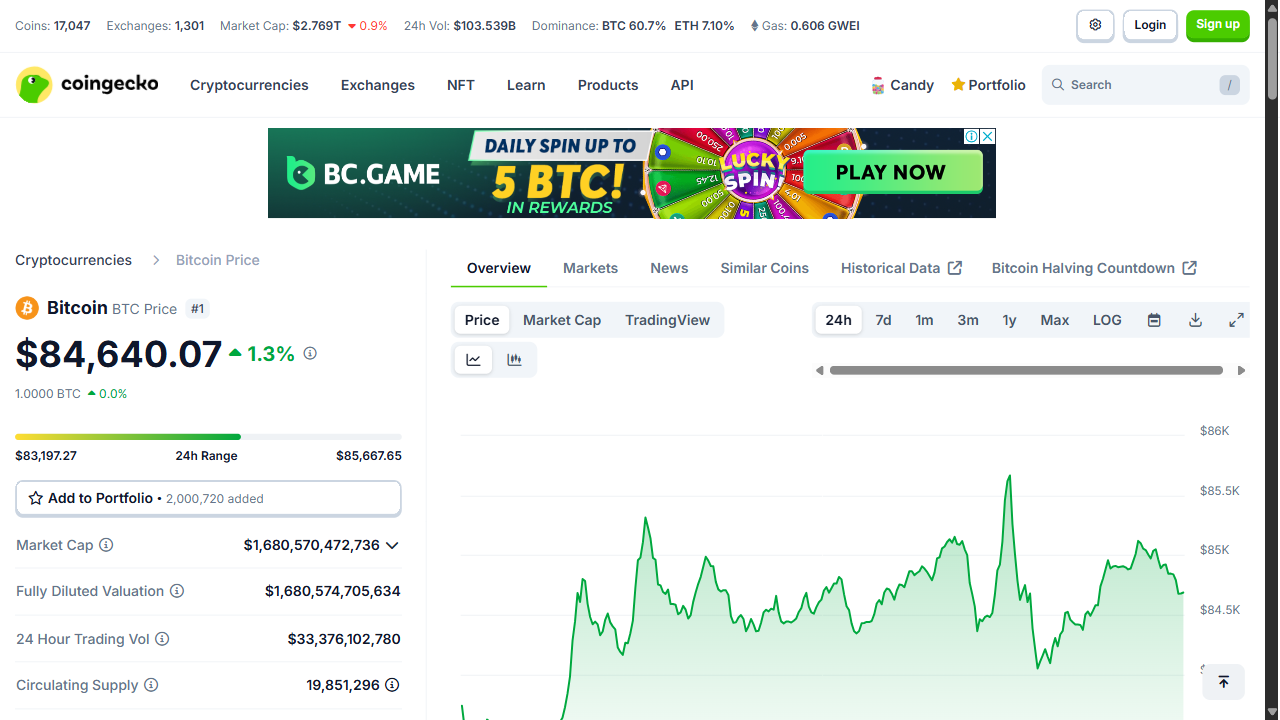 Coins: 17,047 Exchanges: 1,301 Market Cap: $2.769T 0.9% 24h Vol: $103.539B Dominance: BTC 60.7% ETH 7.10% Gas: 0.606 GWEI
Login
Sign up
coingecko
Cryptocurrencies Exchanges NFT Learn Products API
Candy Portfolio
Search /
BC.GAME
DAILY SPIN UP TO
5 BTC!
IN REWARDS
LUCKY
SPIN!
PLAY NOW
Cryptocurrencies Bitcoin Price
Bitcoin BTC Price #1
$84,640.07 1.3%
1.0000 BTC 0.0%
$83,197.27 24h Range $85,667.65
Add to Portfolio • 2,000,720 added
Market Cap $1,680,570,472,736
Fully Diluted Valuation $1,680,574,705,634
24 Hour Trading Vol $33,376,102,780
Circulating Supply 19,851,296
Overview Markets News Similar Coins Historical Data Bitcoin Halving Countdown
Price Market Cap TradingView
24h 7d 1m 3m 1y Max LOG
$86K
$85.5K
$85K
$84.5K